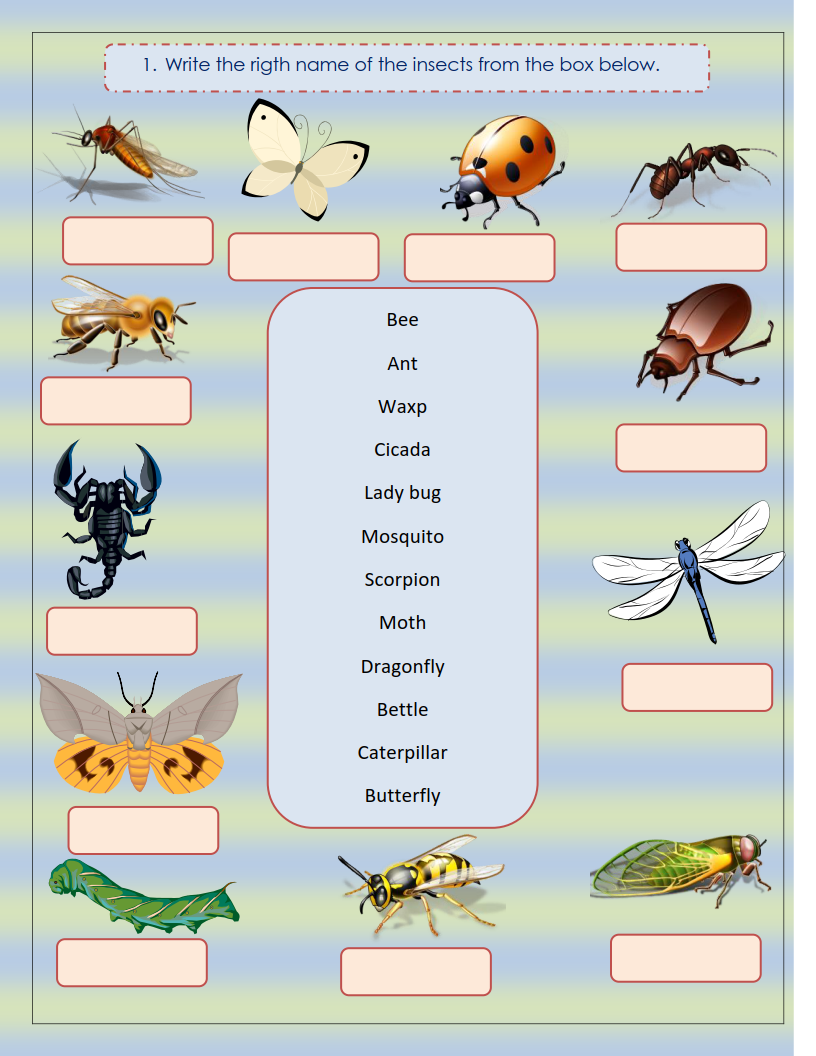 1. Write the rigth name of the insects from the box below.
Bee
Ant
Waxp
Cicada
Lady bug
Mosquito
Scorpion
Moth
Dragonfly
Bettle
Caterpillar
Butterfly